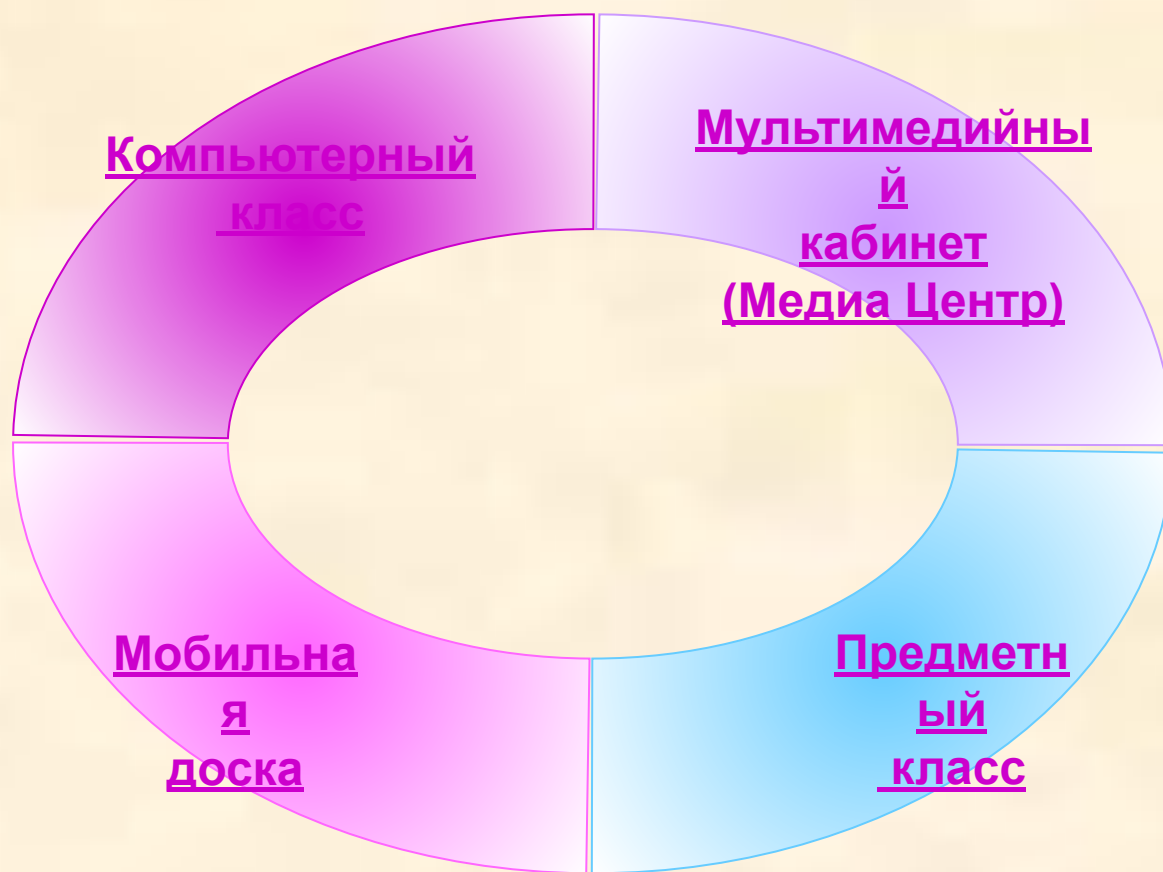 Компьютерный
класс
Мультимедийны
й
кабинет
(Медиа Центр)
Мобильна
я
доска
Предметн
ый
класс